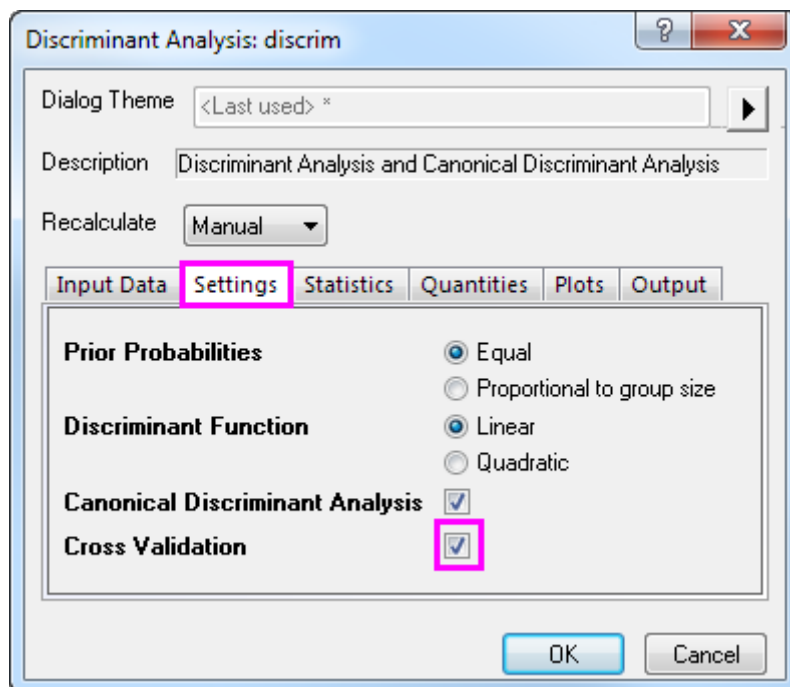 Discriminant Analysis: discrim
Dialog Theme <Last used> *
Description Discriminant Analysis and Canonical Discriminant Analysis
Recalculate Manual
Input Data Settings Statistics Quantities Plots Output
Prior Probabilities Equal
Proportional to group size
Discriminant Function Linear
Quadratic
Canonical Discriminant Analysis
Cross Validation
OK Cancel